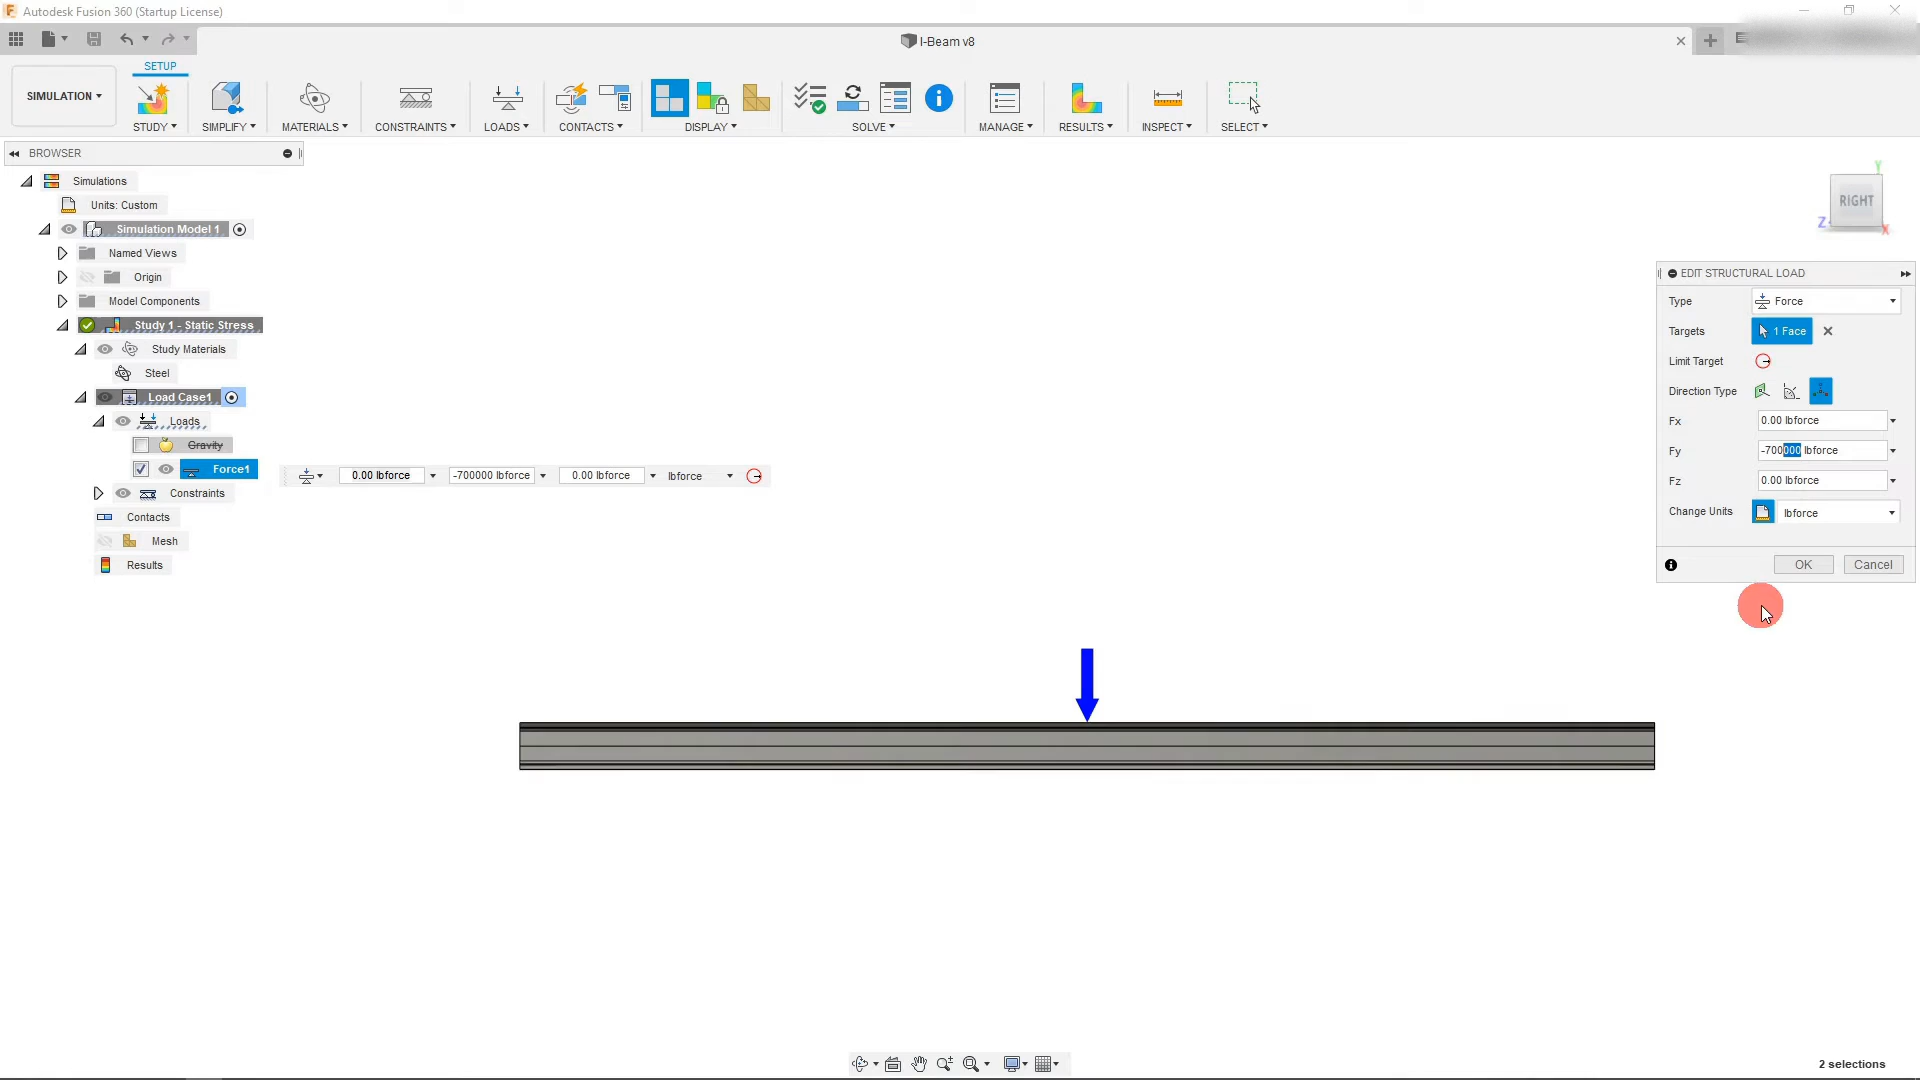 Autodesk Fusion 360 (Startup License)
I-Beam v8
SETUP
SIMULATION
STUDY
SIMPLIFY
MATERIALS
CONSTRAINTS
LOADS
CONTACTS
DISPLAY
SOLVE
MANAGE
RESULTS
INSPECT
SELECT
BROWSER
Simulations
Units: Custom
Simulation Model 1
Named Views
Origin
Model Components
Study 1 - Static Stress
Study Materials
Steel
Load Case1
Loads
Gravity
Force1
0.00 lbforce
-700000 lbforce
0.00 lbforce
lbforce
Constraints
Contacts
Mesh
Results
Y
RIGHT
Z
X
EDIT STRUCTURAL LOAD
Type Force
Targets 1 Face
Limit Target
Direction Type
Fx 0.00 lbforce
Fy -700000 lbforce
Fz 0.00 lbforce
Change Units lbforce
OK Cancel
2 selections